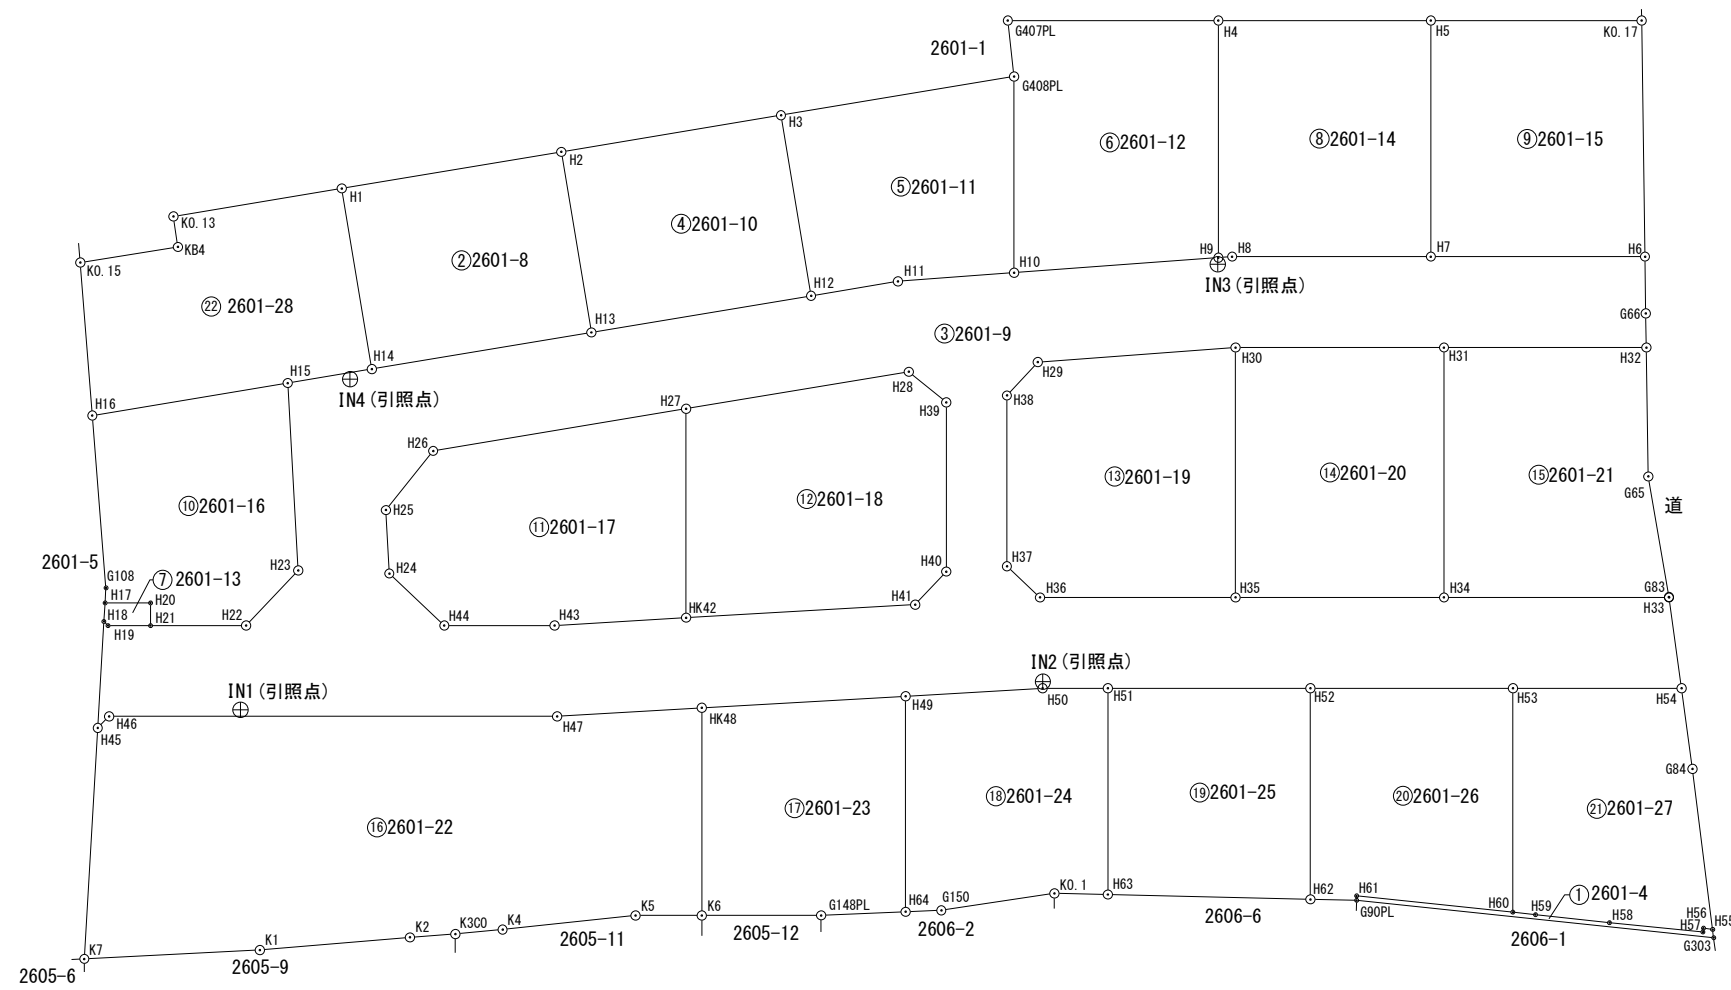 G407PL
H4
H5
K0.17
2601-1
G408PL
H3
⑥2601-12
⑧2601-14
⑨2601-15
H2
⑤2601-11
H1
K0.13
④2601-10
KB4
②2601-8
K0.15
H9
H8
H7
H6
H10
H11
IN3(引照点)
H12
㉒ 2601-28
G66
H13
③2601-9
H14
H15
H29
H30
H31
H32
IN4(引照点)
H28
H16
H27
H39
H38
H26
⑬2601-19
⑭2601-20
⑮2601-21
⑫2601-18
G65
道
⑩2601-16
H25
⑪2601-17
2601-5
H23
H40
H37
G108
⑦2601-13
H24
H17
H20
H41
H36
H35
H34
G83
H33
H18
H19
H21
H22
H44
H43
HK42
IN2(引照点)
IN1(引照点)
H50
H51
H52
H53
H54
H46
H45
H47
HK48
H49
G84
⑯2601-22
⑰2601-23
⑱2601-24
⑲2601-25
⑳2601-26
㉑2601-27
K0.1
H63
H62
H61
①2601-4
G150
H64
G148PL
K6
K5
K4
K3CO
K2
K1
K7
G90PL
H60
H59
H58
H57
H56
H55
G303
2605-6
2605-9
2605-11
2605-12
2606-2
2606-6
2606-1